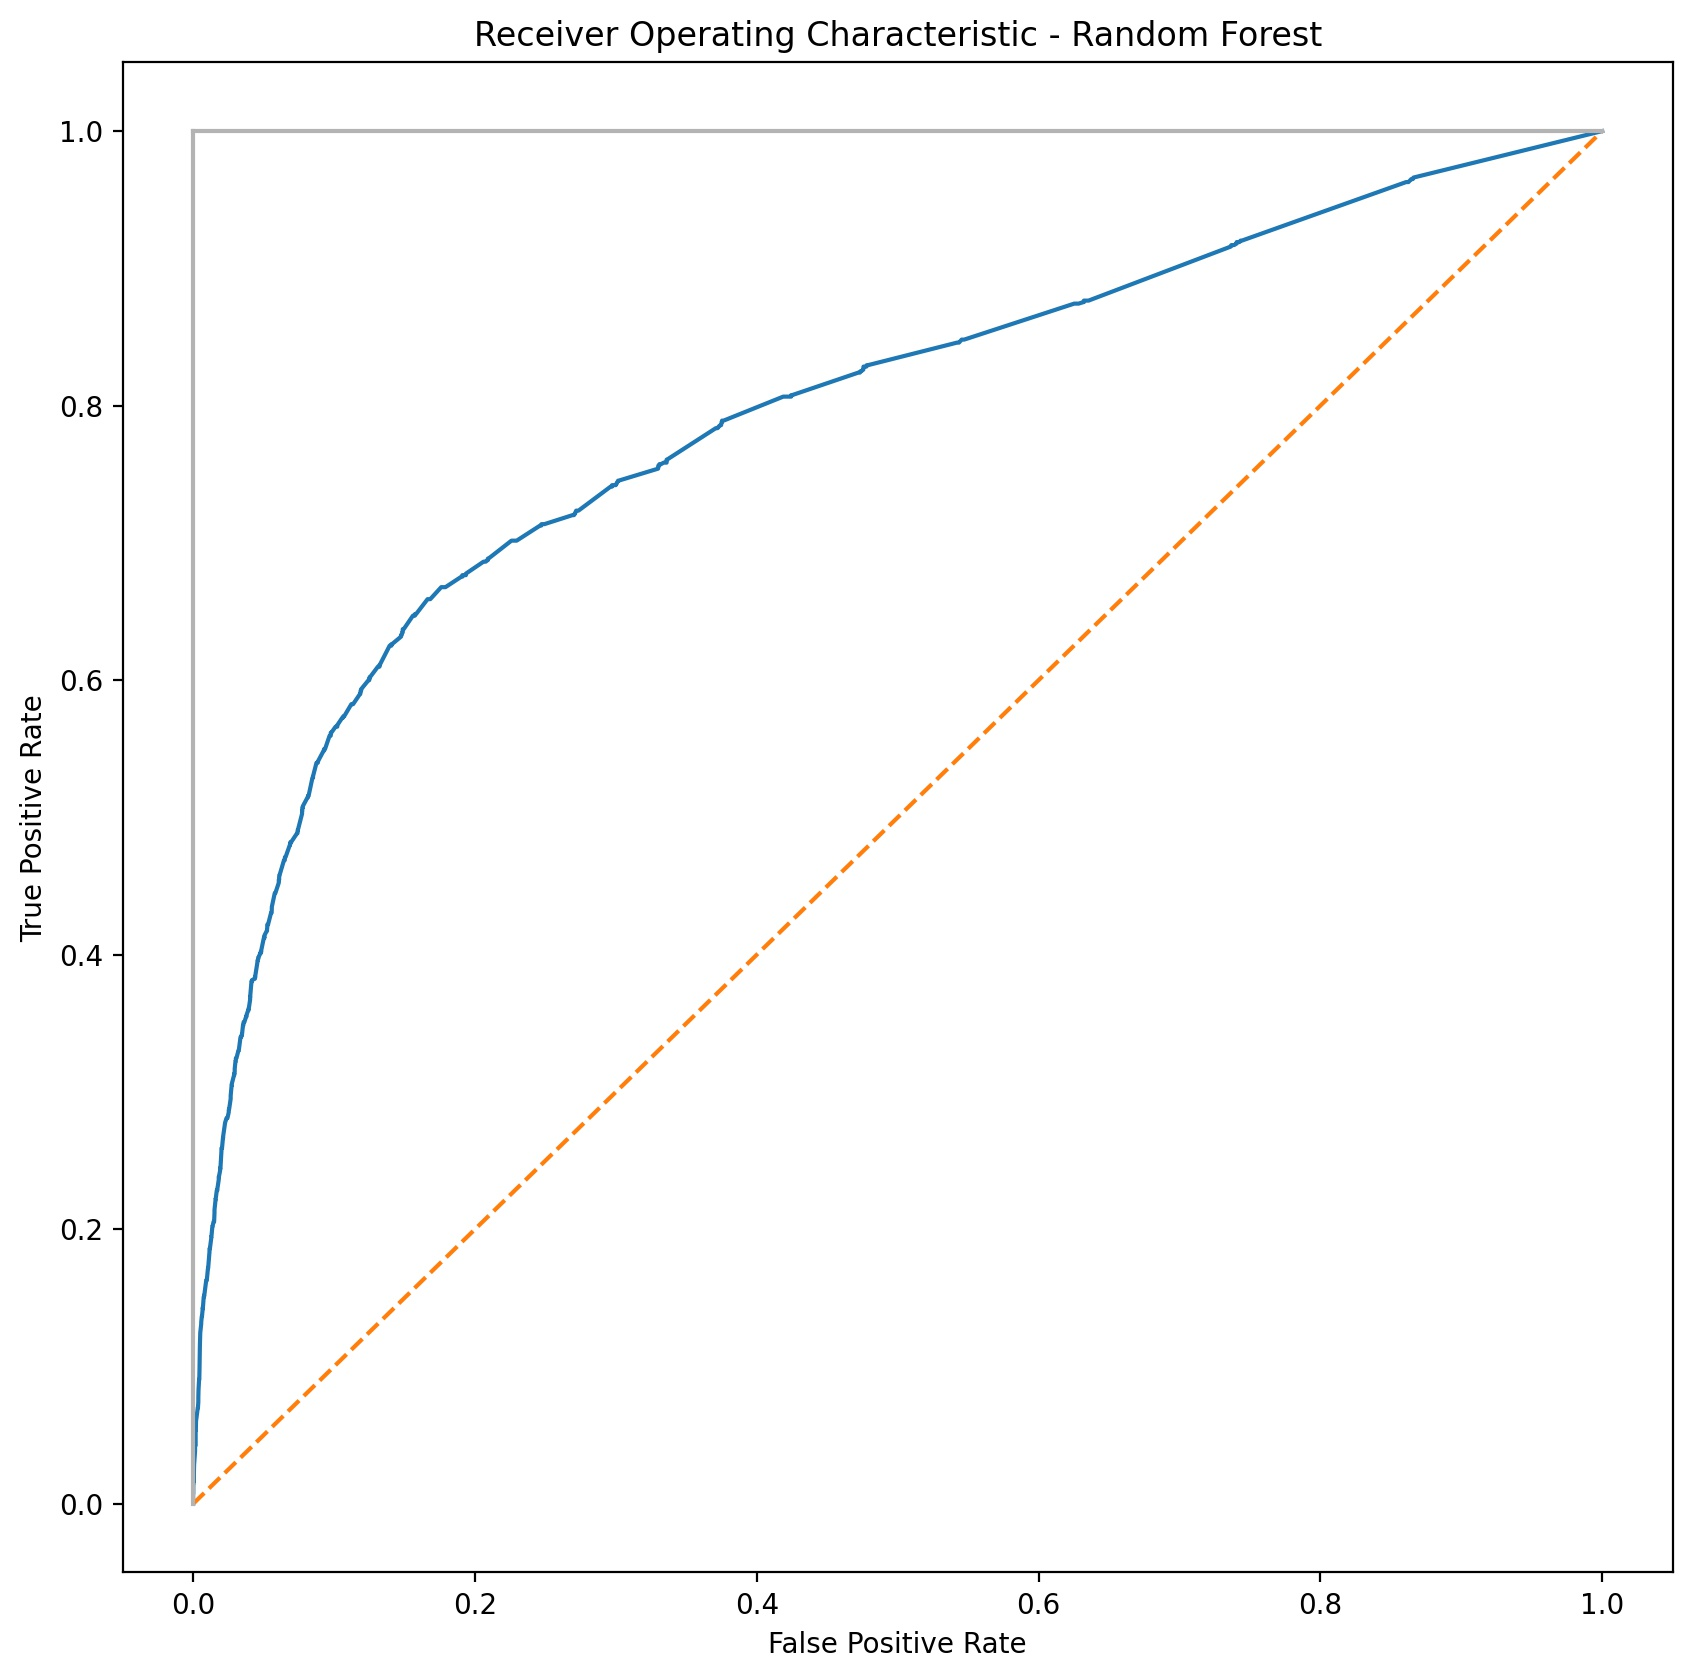 Receiver Operating Characteristic - Random Forest
1.0
0.8
0.6
0.4
0.2
0.0
True Positive Rate
0.0 0.2 0.4 0.6 0.8 1.0
False Positive Rate